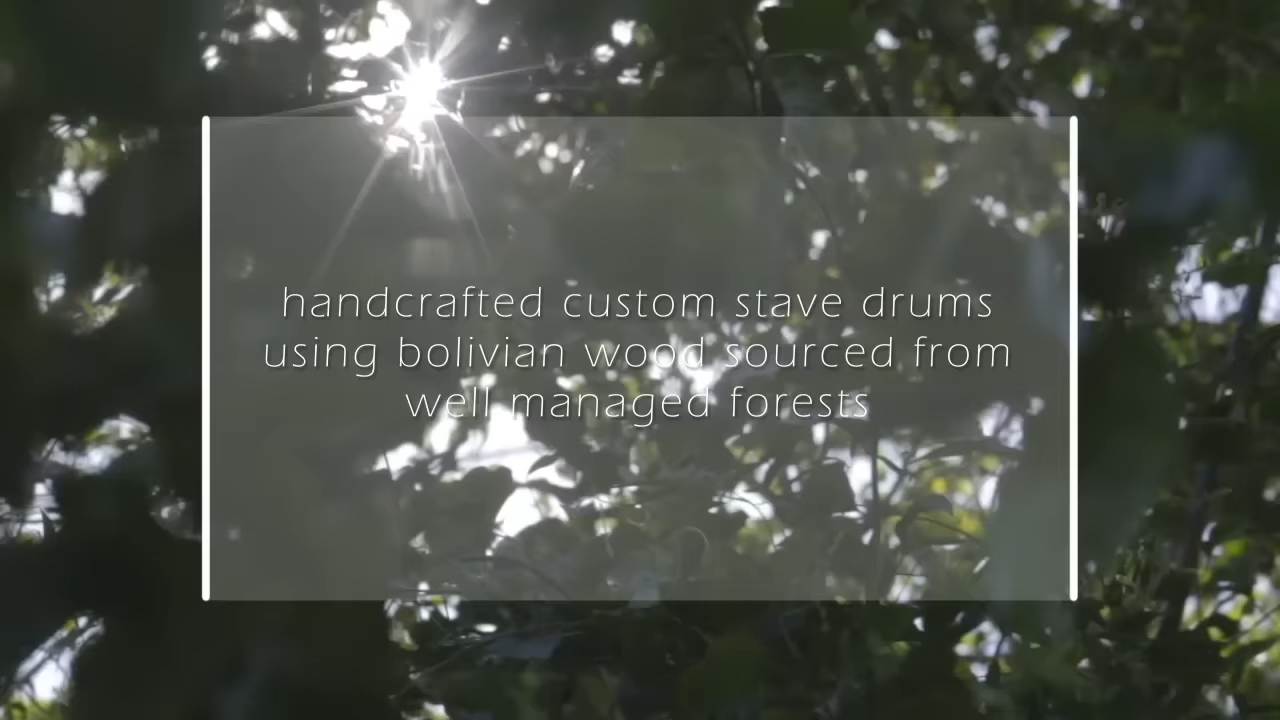 handcrafted custom stave drums
using bolivian wood sourced from
well managed forests